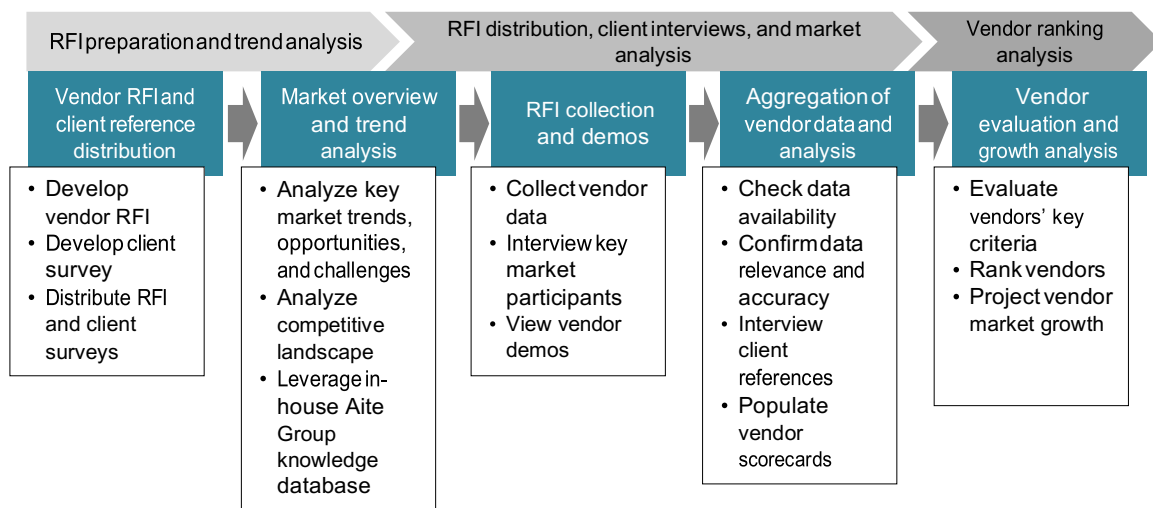 RFI preparation and trend analysis
RFI distribution, client interviews, and market
analysis
Vendor ranking
analysis
Vendor RFI and
client reference
distribution
Market overview
and trend
analysis
RFI collection
and demos
Aggregation of
vendor data and
analysis
Vendor
evaluation and
growth analysis
• Develop
vendor RFI
• Develop client
survey
• Distribute RFI
and client
surveys
• Analyze key
market trends,
opportunities,
and challenges
• Analyze
competitive
landscape
• Leverage in-
house Aite
Group
knowledge
database
• Collect vendor
data
• Interview key
market
participants
• View vendor
demos
• Check data
availability
• Confirm data
relevance and
accuracy
• Interview
client
references
• Populate
vendor
scorecards
• Evaluate
vendors’ key
criteria
• Rank vendors
• Project vendor
market growth